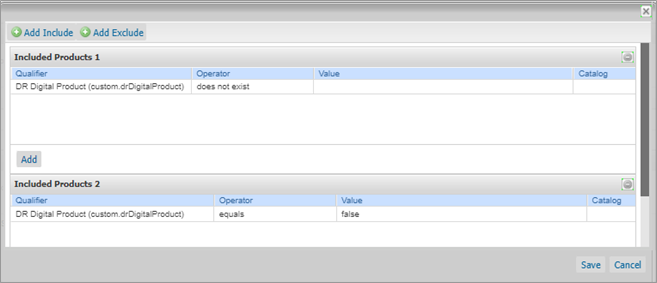 Add Include Add Exclude
Included Products 1
Qualifier Operator Value Catalog
DR Digital Product (custom.drDigitalProduct) does not exist
Add
Included Products 2
Qualifier Operator Value Catalog
DR Digital Product (custom.drDigitalProduct) equals false
Save Cancel